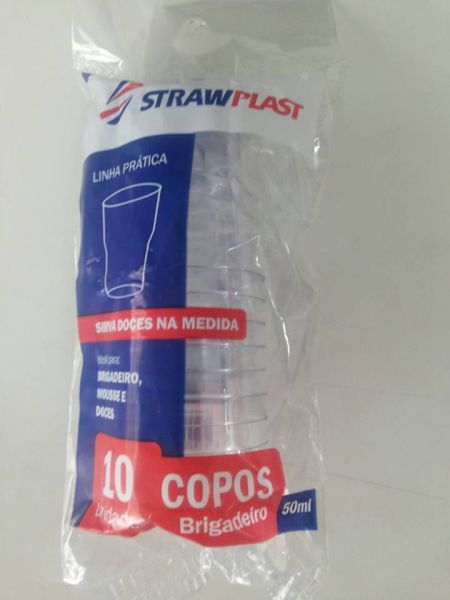 STRAWPLAST
LINHA PRÁTICA
SIRVA DOCES NA MEDIDA
Ideal para:
BRIGADEIRO,
MOUSSE E
DOCES
10
COPOS
Brigadeiro
50ml